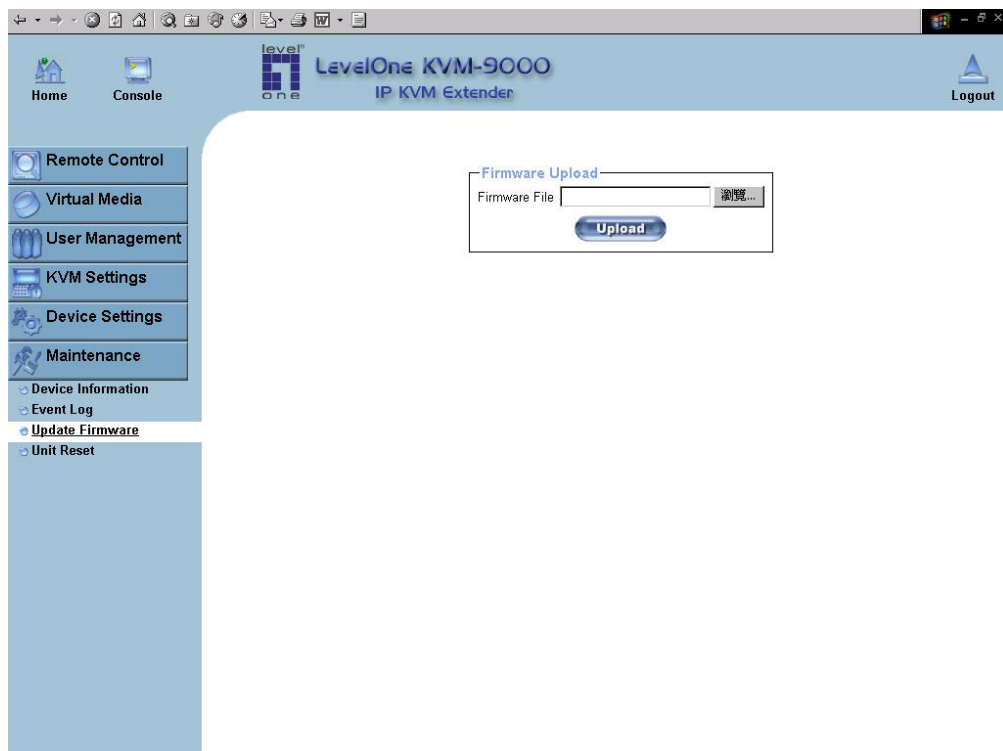 level
one
LevelOne KVM-9000
IP KVM Extender
Home
Console
Logout
Remote Control
Virtual Media
User Management
KVM Settings
Device Settings
Maintenance
Device Information
Event Log
Update Firmware
Unit Reset
Firmware Upload
Firmware File
瀏覽...
Upload